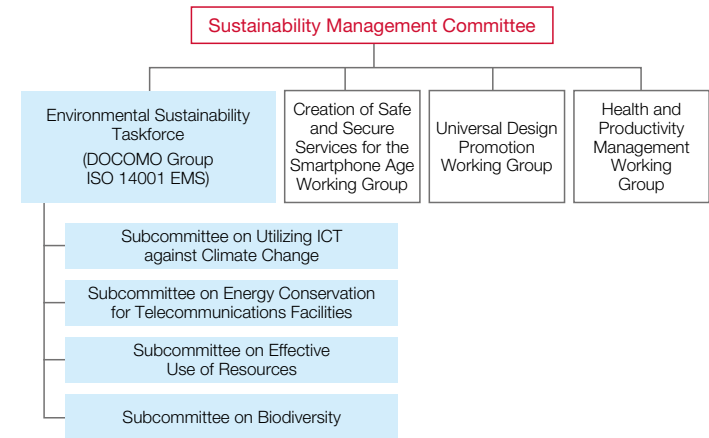 Sustainability Management Committee
Environmental Sustainability
Taskforce
(DOCOMO Group
ISO 14001 EMS)
Creation of Safe
and Secure
Services for the
Smartphone Age
Working Group
Universal Design
Promotion
Working Group
Health and
Productivity
Management
Working
Group
Subcommittee on Utilizing ICT
against Climate Change
Subcommittee on Energy Conservation
for Telecommunications Facilities
Subcommittee on Effective
Use of Resources
Subcommittee on Biodiversity